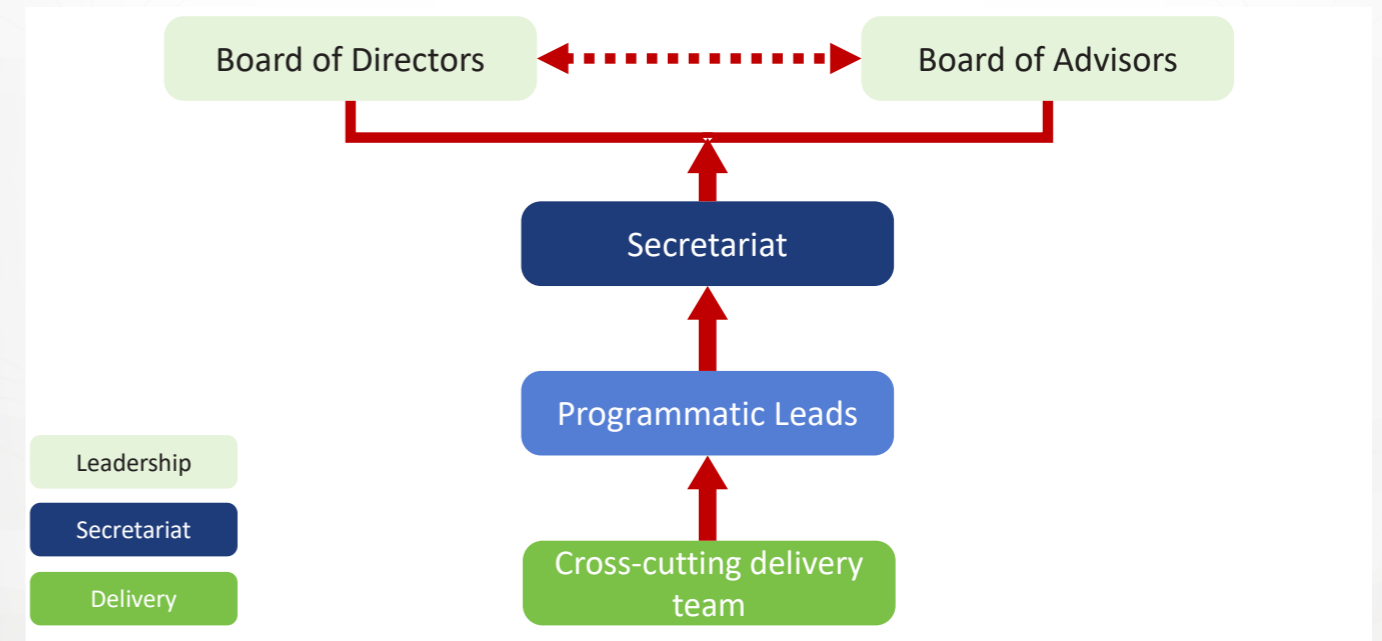 Board of Directors
Board of Advisors
Secretariat
Programmatic Leads
Leadership
Secretariat
Delivery
Cross-cutting delivery
team